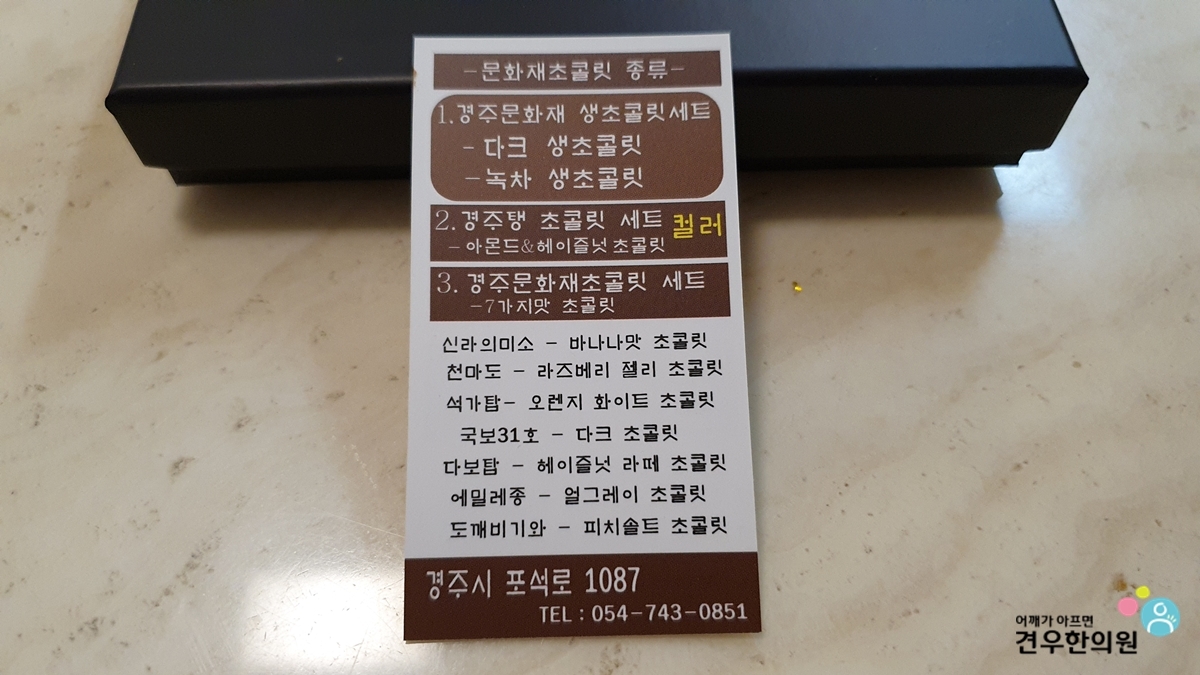 -문화재초콜릿 종류-
1.경주문화재 생초콜릿세트
- 다크 생초콜릿
-녹차 생초콜릿
2.경주탱 초콜릿 세트 컬러
- 아몬드&헤이즐넛초콜릿
3.경주문화재초콜릿 세트
-7가지맛 초콜릿
신라의미소 - 바나나맛 초콜릿
천마도 - 라즈베리 젤리 초콜릿
석가탑- 오렌지 화이트 초콜릿
국보31호 - 다크 초콜릿
다보탑 - 헤이즐넛 라떼 초콜릿
에밀레종 - 얼그레이 초콜릿
도깨비기와 - 피치솔트 초콜릿
경주시 포석로 1087
TEL : 054-743-0851
어깨가 아프면
견우한의원